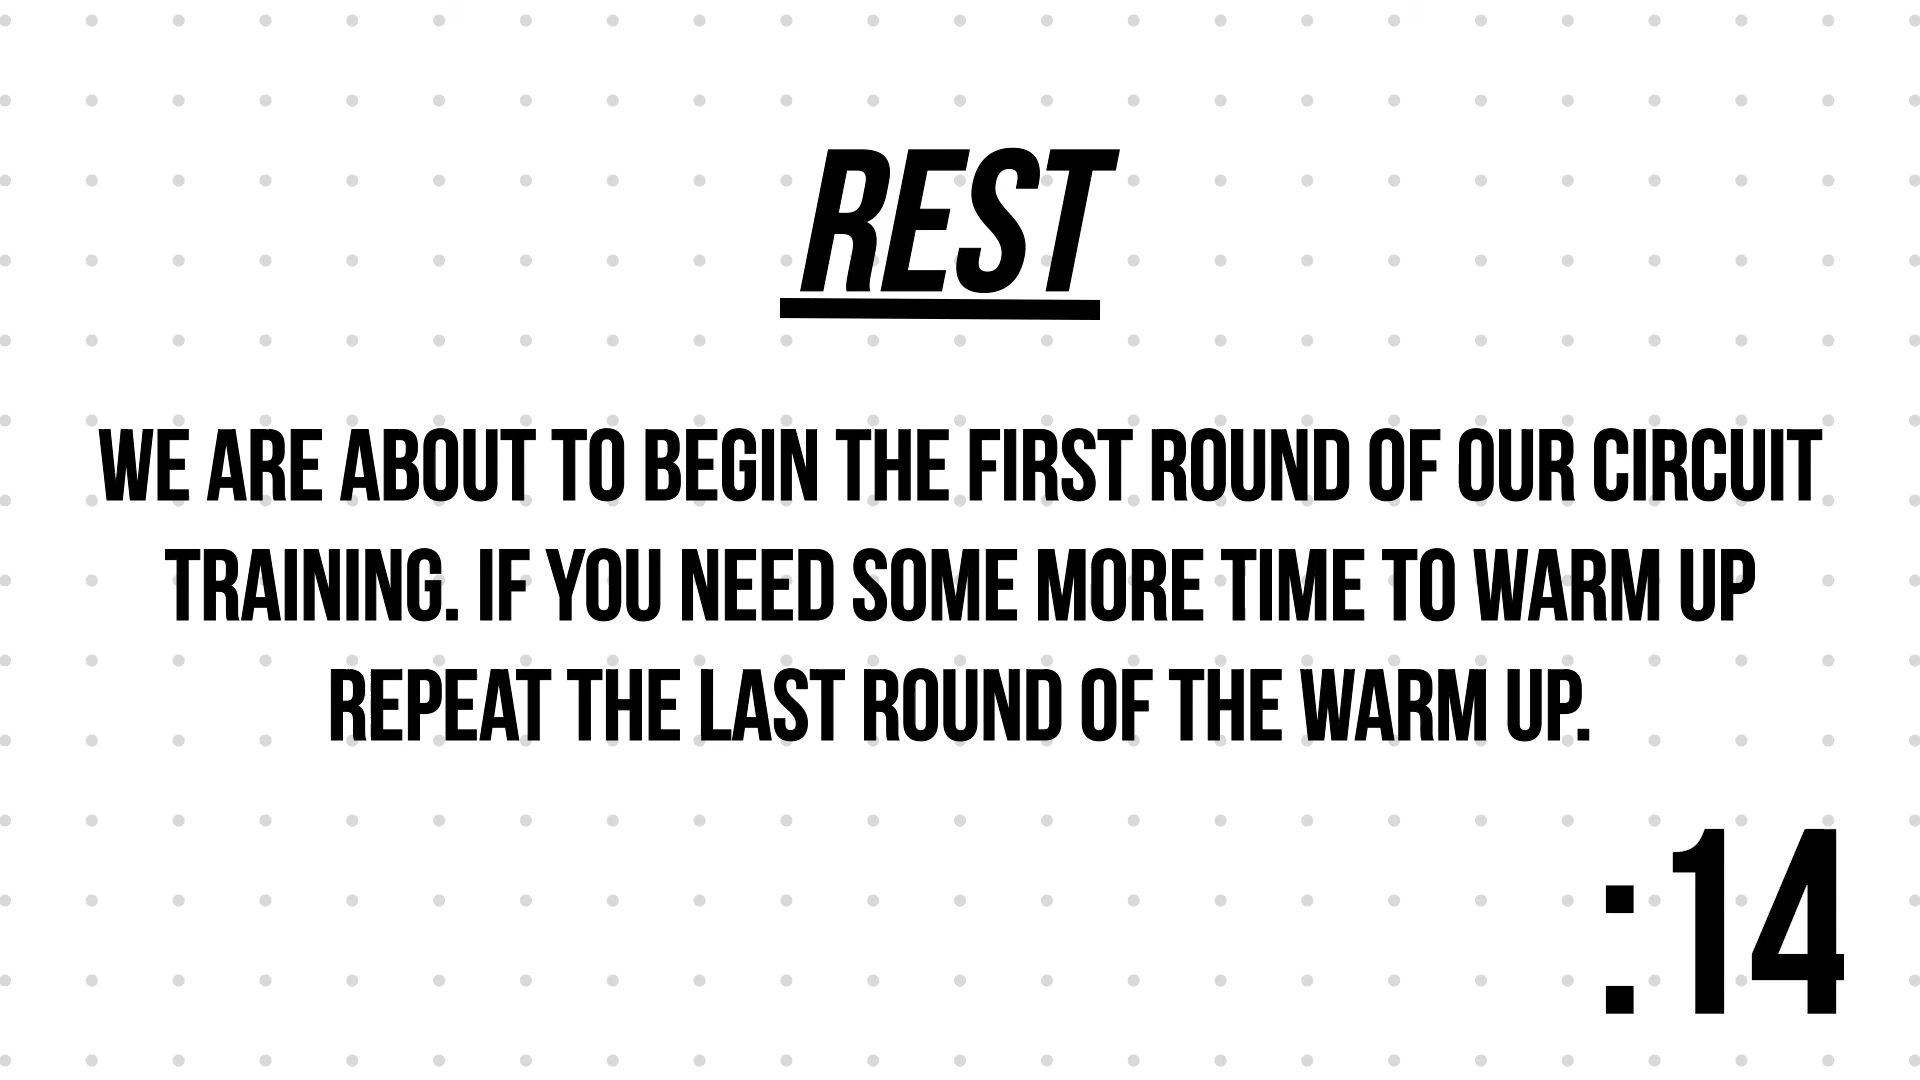 REST
WE ARE ABOUT TO BEGIN THE FIRST ROUND OF OUR CIRCUIT
TRAINING. IF YOU NEED SOME MORE TIME TO WARM UP
REPEAT THE LAST ROUND OF THE WARM UP.
:14